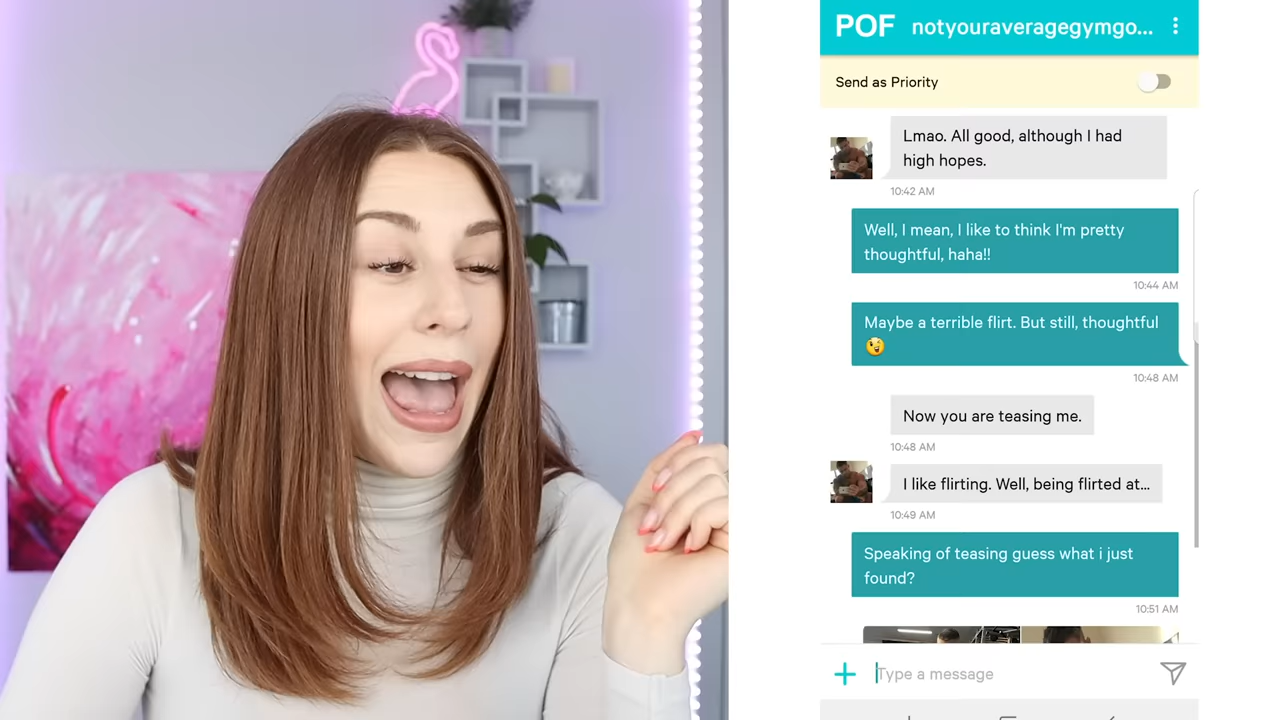 POF notyouraveragegymgo...
Send as Priority
Lmao. All good, although I had
high hopes.
10:42 AM
Well, I mean, I like to think I'm pretty
thoughtful, haha!!
10:44 AM
Maybe a terrible flirt. But still, thoughtful
😉
10:48 AM
Now you are teasing me.
10:48 AM
I like flirting. Well, being flirted at...
10:49 AM
Speaking of teasing guess what i just
found?
10:51 AM
Type a message